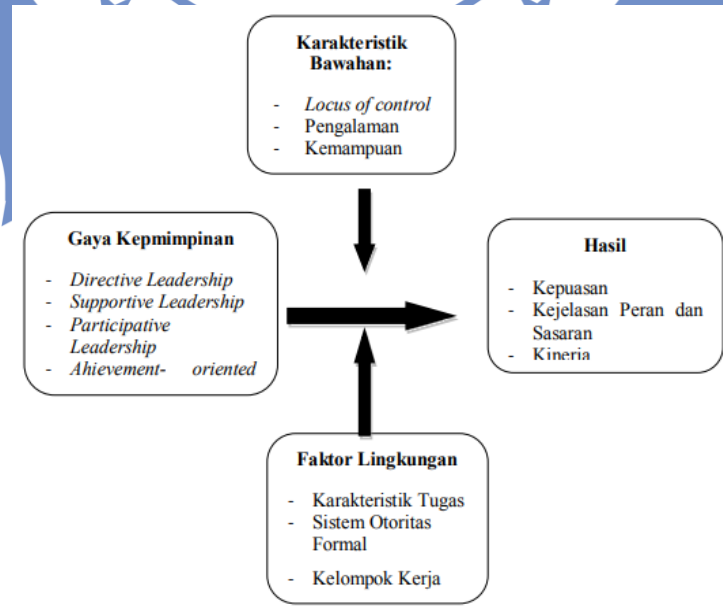 Karakteristik
Bawahan:
- Locus of control
- Pengalaman
- Kemampuan
Gaya Kepmimpinan
- Directive Leadership
- Supportive Leadership
- Participative
Leadership
- Ahievement- oriented
Hasil
- Kepuasan
- Kejelasan Peran dan
Sasaran
- Kinerja
Faktor Lingkungan
- Karakteristik Tugas
- Sistem Otoritas
Formal
- Kelompok Kerja